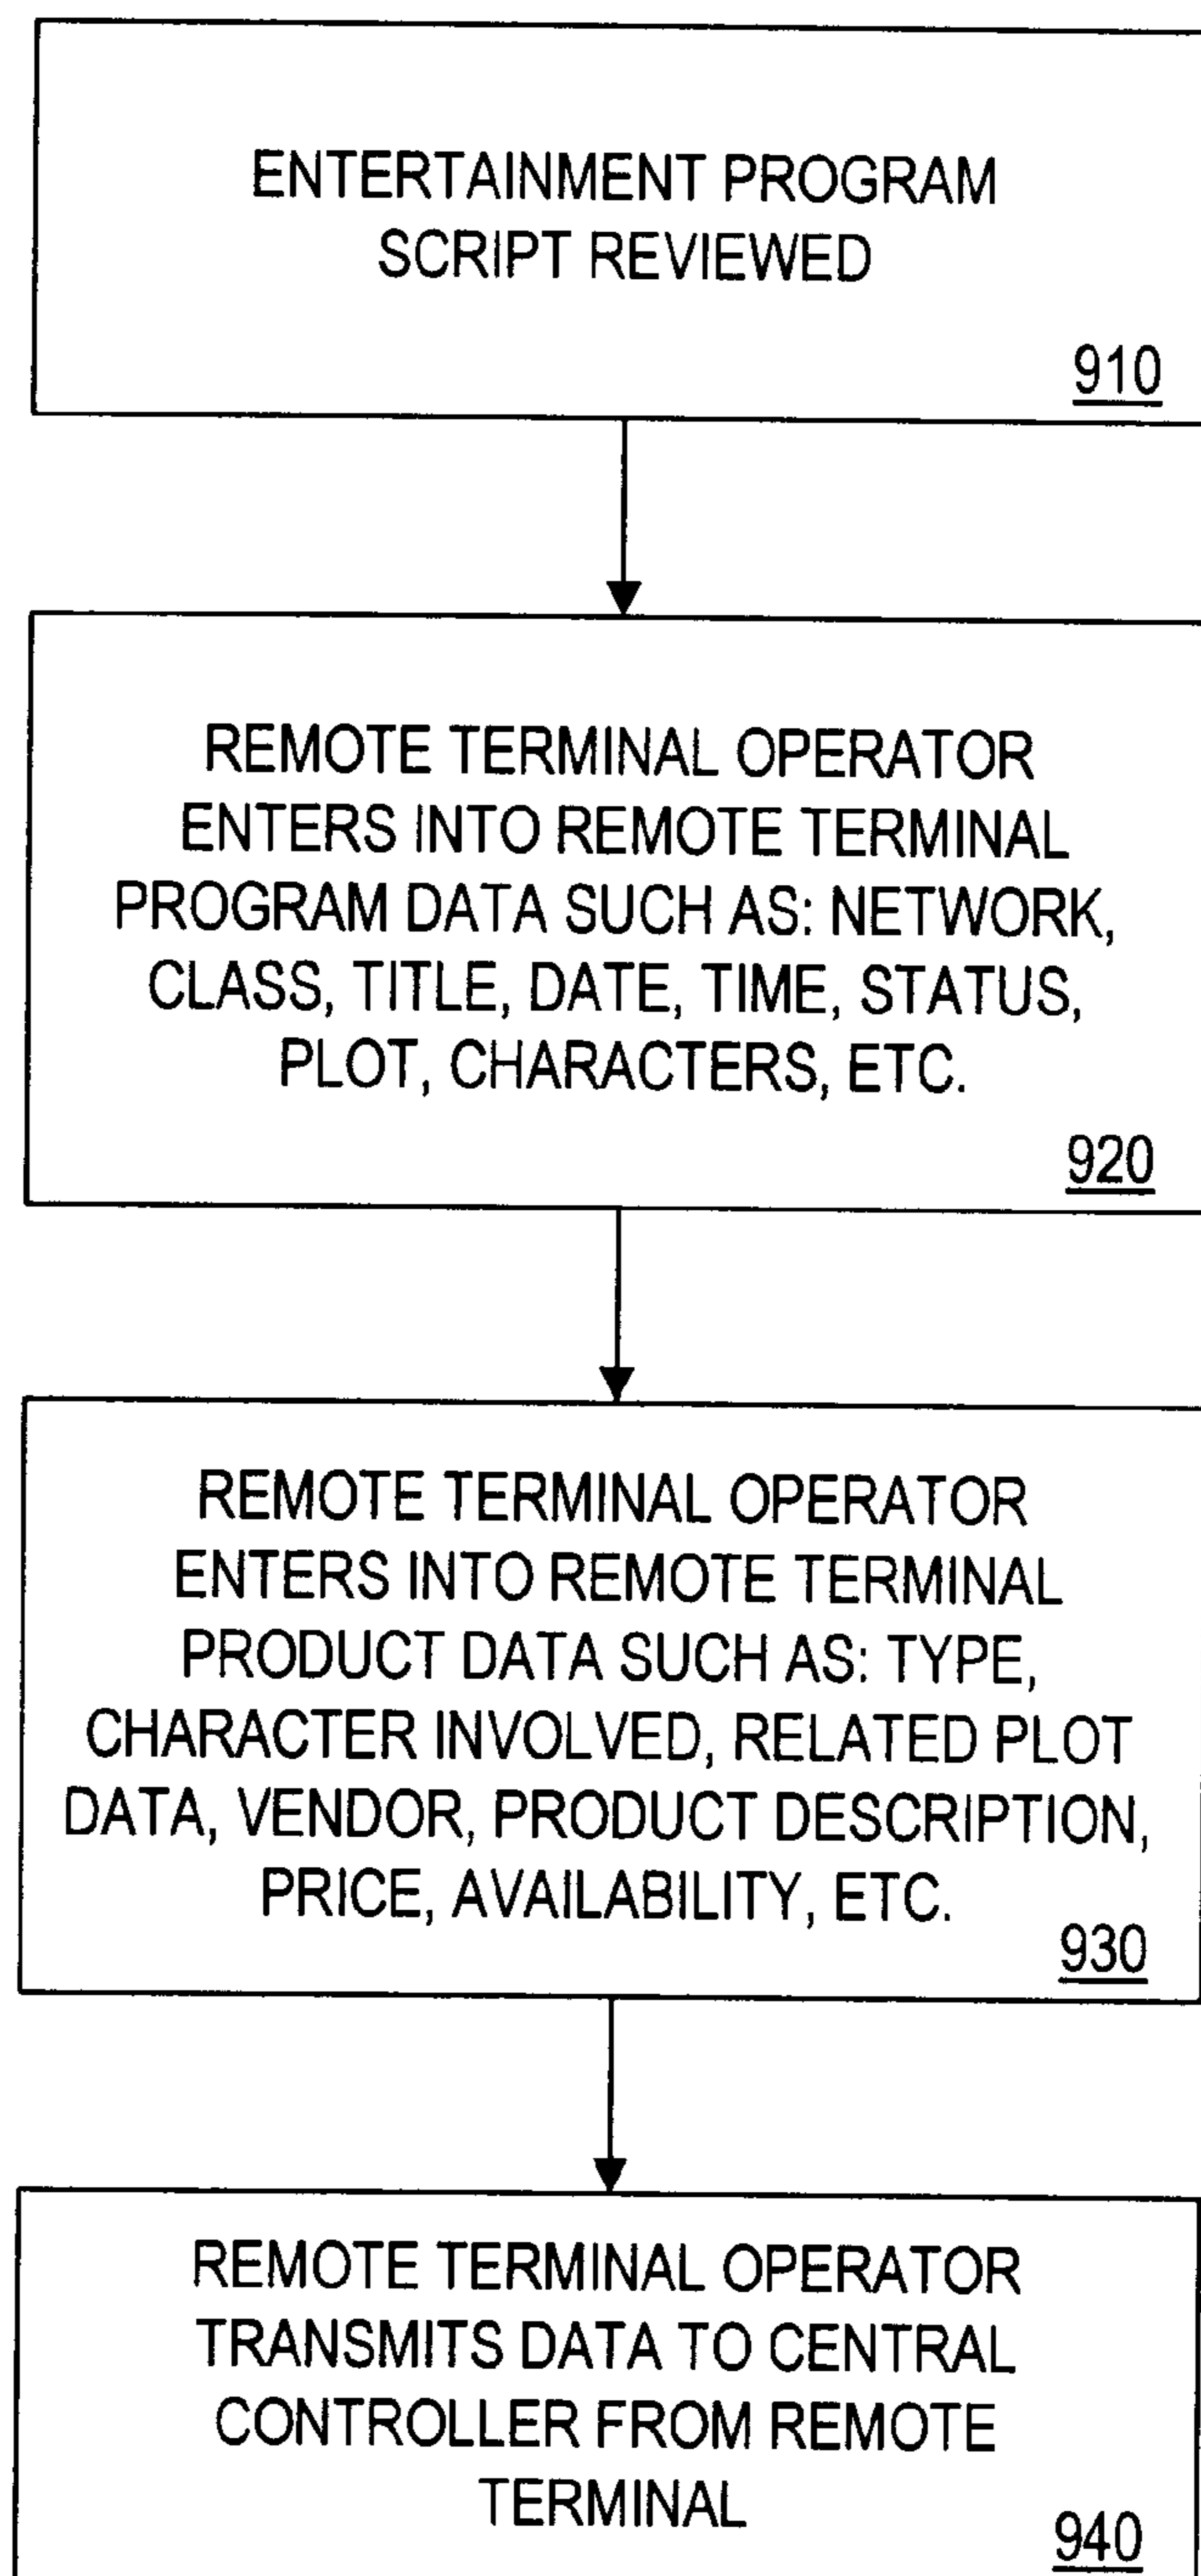 ENTERTAINMENT PROGRAM
SCRIPT REVIEWED
910
REMOTE TERMINAL OPERATOR
ENTERS INTO REMOTE TERMINAL
PROGRAM DATA SUCH AS: NETWORK,
CLASS, TITLE, DATE, TIME, STATUS,
PLOT, CHARACTERS, ETC.
920
REMOTE TERMINAL OPERATOR
ENTERS INTO REMOTE TERMINAL
PRODUCT DATA SUCH AS: TYPE,
CHARACTER INVOLVED, RELATED PLOT
DATA, VENDOR, PRODUCT DESCRIPTION,
PRICE, AVAILABILITY, ETC.
930
REMOTE TERMINAL OPERATOR
TRANSMITS DATA TO CENTRAL
CONTROLLER FROM REMOTE
TERMINAL
940